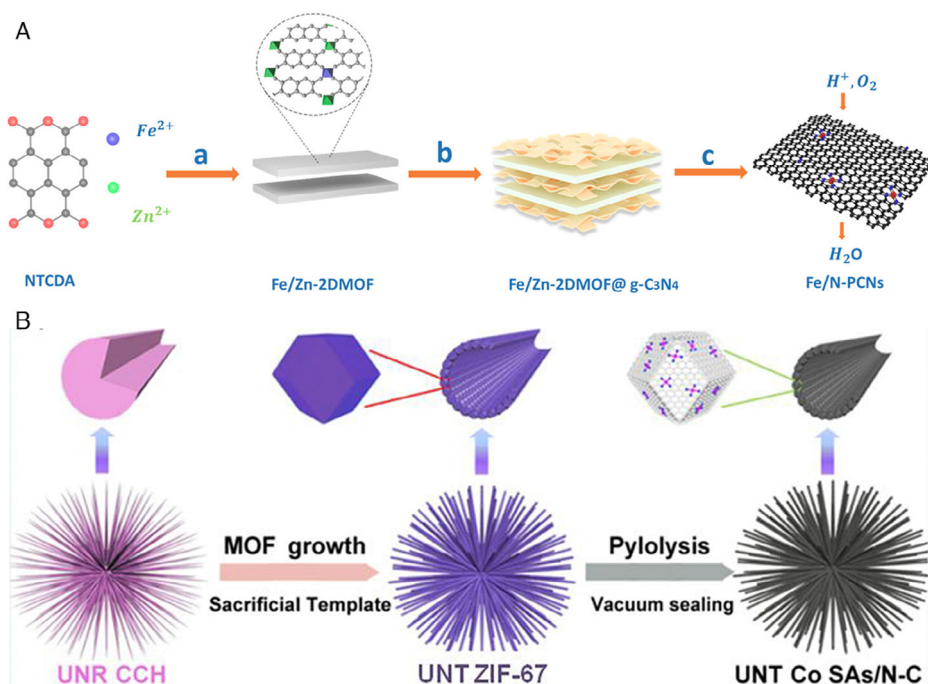 A
H⁺, O₂
Fe²⁺
a
b
c
Zn²⁺
H₂O
NTCDA
Fe/Zn-2DMOF
Fe/Zn-2DMOF@ g-C₃N₄
Fe/N-PCNs
B
MOF growth
Pylolysis
Sacrificial Template
Vacuum sealing
UNR CCH
UNT ZIF-67
UNT Co SAs/N-C